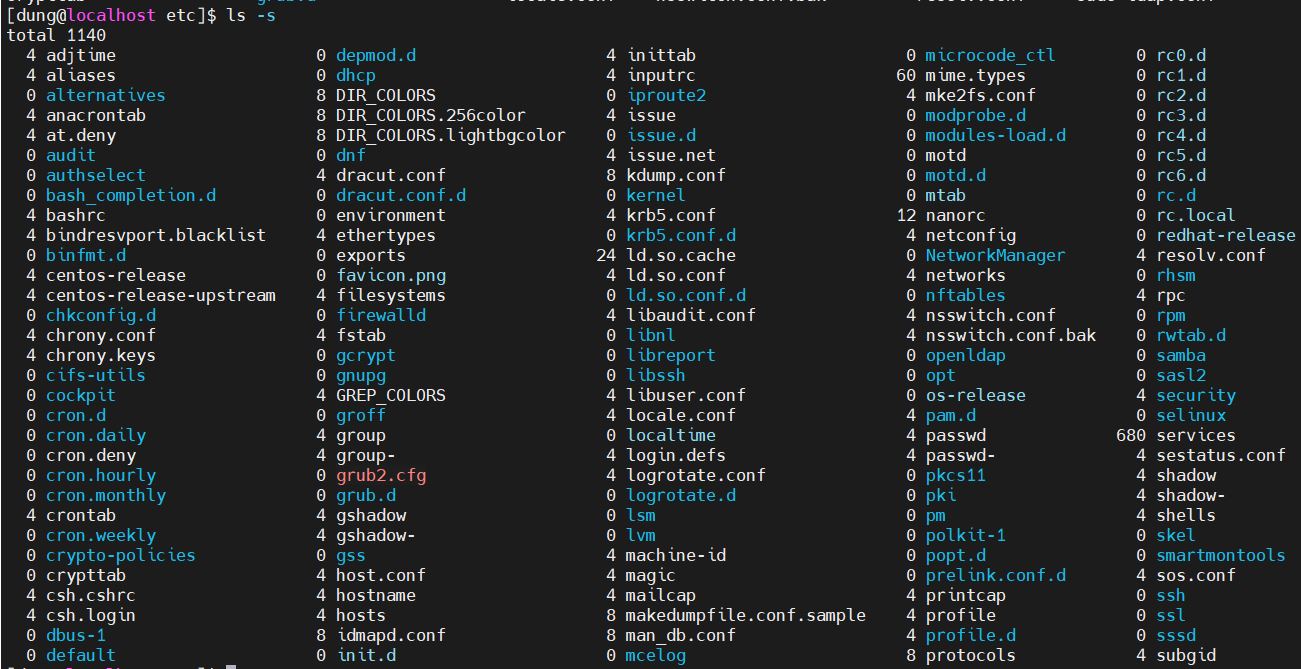 [dung@localhost etc]$ ls -s
total 1140
4 adjtime 0 depmod.d 4 inittab 0 microcode_ctl 0 rc0.d
4 aliases 0 dhcp 4 inputrc 60 mime.types 0 rc1.d
0 alternatives 8 DIR_COLORS 0 iproute2 4 mke2fs.conf 0 rc2.d
4 anacrontab 8 DIR_COLORS.256color 4 issue 0 modprobe.d 0 rc3.d
4 at.deny 8 DIR_COLORS.lightbgcolor 0 issue.d 0 modules-load.d 0 rc4.d
0 audit 0 dnf 4 issue.net 0 motd 0 rc5.d
0 authselect 4 dracut.conf 8 kdump.conf 0 motd.d 0 rc6.d
0 bash_completion.d 0 dracut.conf.d 0 kernel 0 mtab 0 rc.d
4 bashrc 0 environment 4 krb5.conf 12 nanorc 0 rc.local
4 bindresvport.blacklist 4 ethertypes 0 krb5.conf.d 4 netconfig 0 redhat-release
0 binfmt.d 0 exports 24 ld.so.cache 0 NetworkManager 4 resolv.conf
4 centos-release 0 favicon.png 4 ld.so.conf 4 networks 0 rhsm
4 centos-release-upstream 4 filesystems 0 ld.so.conf.d 0 nftables 4 rpc
0 chkconfig.d 0 firewalld 4 libaudit.conf 4 nsswitch.conf 0 rpm
4 chrony.conf 4 fstab 0 libnl 4 nsswitch.conf.bak 0 rwtab.d
4 chrony.keys 0 gcrypt 0 libreport 0 openldap 0 samba
0 cifs-utils 0 gnupg 0 libssh 0 opt 0 sasl2
0 cockpit 4 GREP_COLORS 4 libuser.conf 0 os-release 4 security
0 cron.d 0 groff 4 locale.conf 4 pam.d 0 selinux
0 cron.daily 4 group 0 localtime 4 passwd 680 services
0 cron.deny 4 group- 4 login.defs 4 passwd- 4 sestatus.conf
0 cron.hourly 0 grub2.cfg 4 logrotate.conf 0 pkcs11 4 shadow
0 cron.monthly 0 grub.d 0 logrotate.d 0 pki 4 shadow-
4 crontab 4 gshadow 0 lsm 0 pm 4 shells
0 cron.weekly 4 gshadow- 0 lvm 0 polkit-1 0 skel
0 crypto-policies 0 gss 4 machine-id 0 popt.d 0 smartmontools
0 crypttab 4 host.conf 4 magic 0 prelink.conf.d 4 sos.conf
4 csh.cshrc 4 hostname 4 mailcap 4 printcap 0 ssh
4 csh.login 4 hosts 8 makedumpfile.conf.sample 4 profile 0 ssl
0 dbus-1 8 idmapd.conf 8 man_db.conf 4 profile.d 0 sssd
0 default 0 init.d 0 mcelog 8 protocols 4 subgid